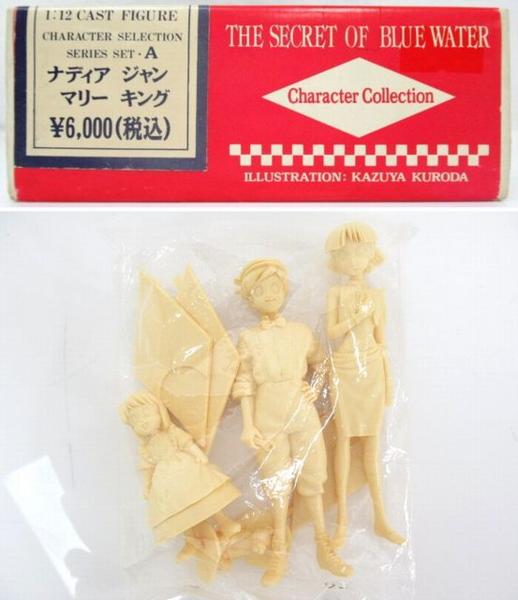 1:12 CAST FIGURE
CHARACTER SELECTION
SERIES SET・A
ナディア ジャン
マリー キング
¥6,000(税込)
THE SECRET OF BLUE WATER
Character Collection
ILLUSTRATION: KAZUYA KURODA